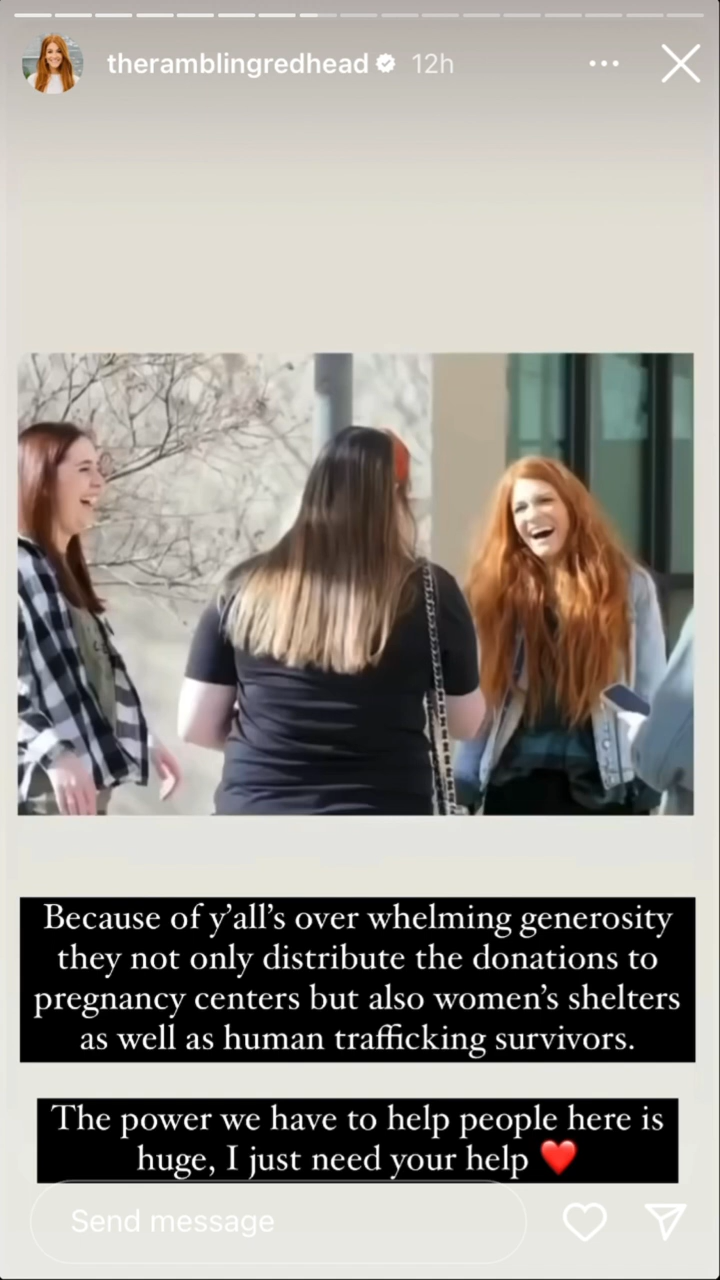 theramblingredhead 12h
Because of y’all’s over whelming generosity
they not only distribute the donations to
pregnancy centers but also women’s shelters
as well as human trafficking survivors.
The power we have to help people here is
huge, I just need your help ❤️
Send message